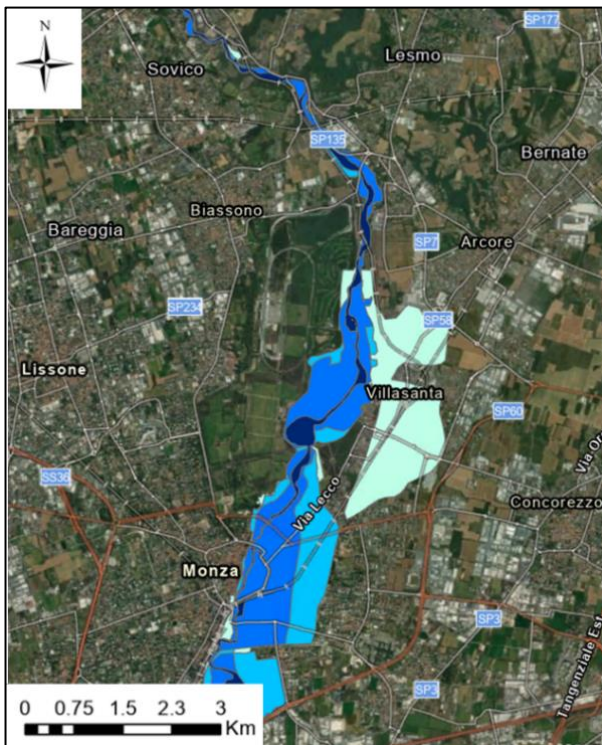 N
SP177
Sovico
Lesmo
SP135
Bernate
Biassono
Bareggia
SP7
Arcore
SP234
SP58
Lissone
Villasanta
SP60
SS36
Via Lecco
Concorezzo
Monza
SP3
SP3
Tangenziale Est
0 0.75 1.5 2.3 3
Km